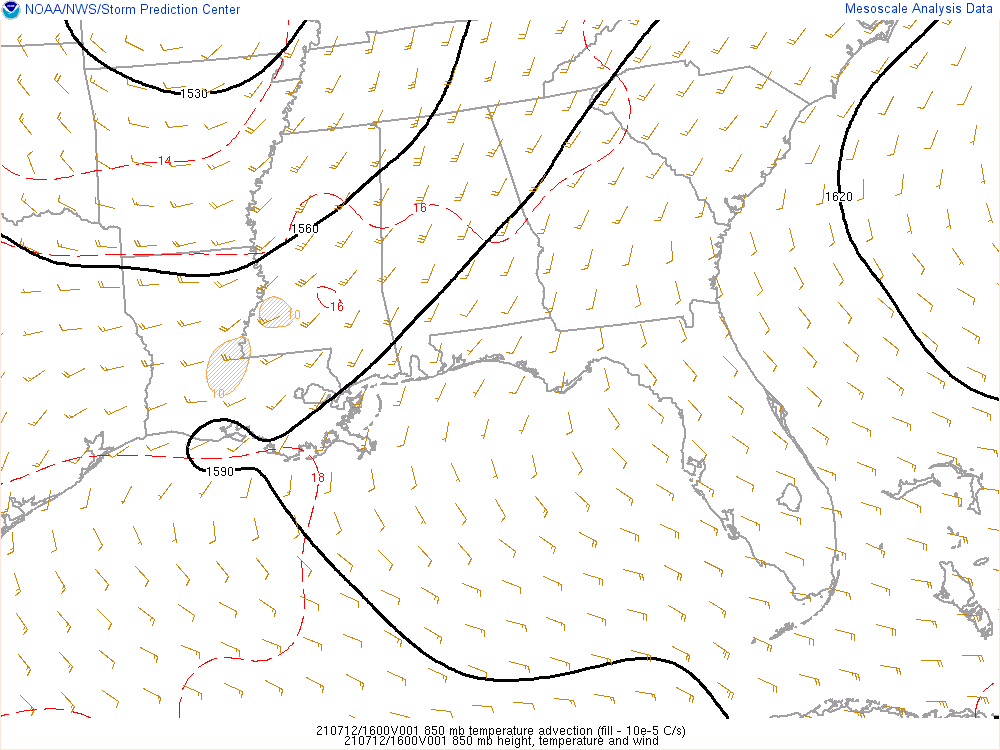 NOAA/NWS/Storm Prediction Center
Mesoscale Analysis Data
1530
14
1620
16
1560
16
10
10
1590
18
210712/1600V001 850 mb temperature advection (fill - 10e-5 C/s)
210712/1600V001 850 mb height, temperature and wind